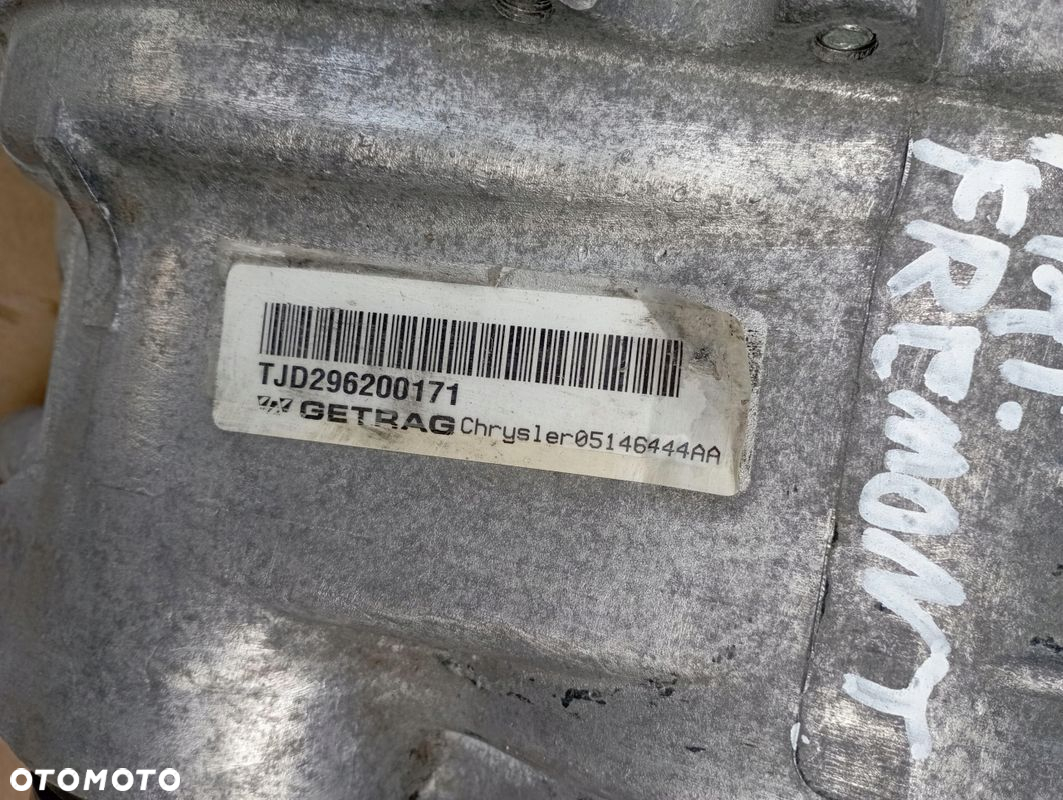 TJD296200171
GETRAG Chrysler05146444AA
FREMONT
OTOMOTO